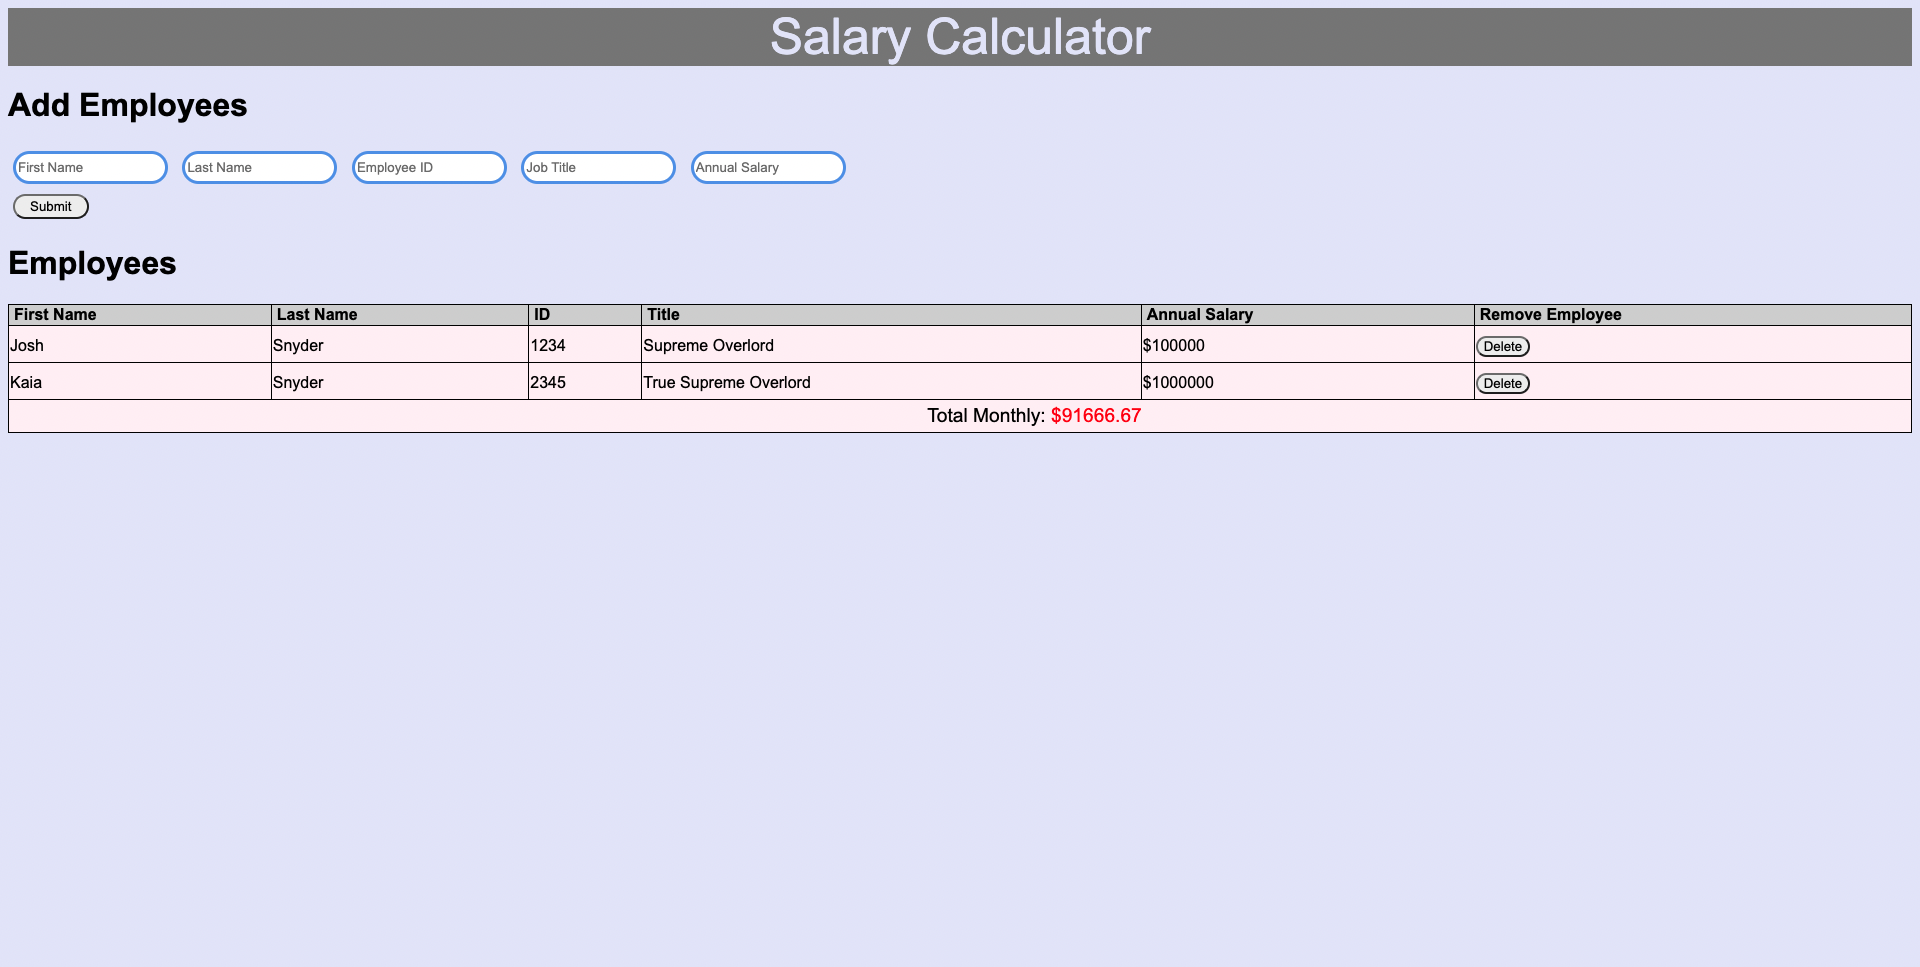 Salary Calculator
Add Employees
First Name Last Name Employee ID Job Title Annual Salary
Submit
Employees
First Name Last Name ID Title Annual Salary Remove Employee
Josh Snyder 1234 Supreme Overlord $100000 Delete
Kaia Snyder 2345 True Supreme Overlord $1000000 Delete
Total Monthly: $91666.67